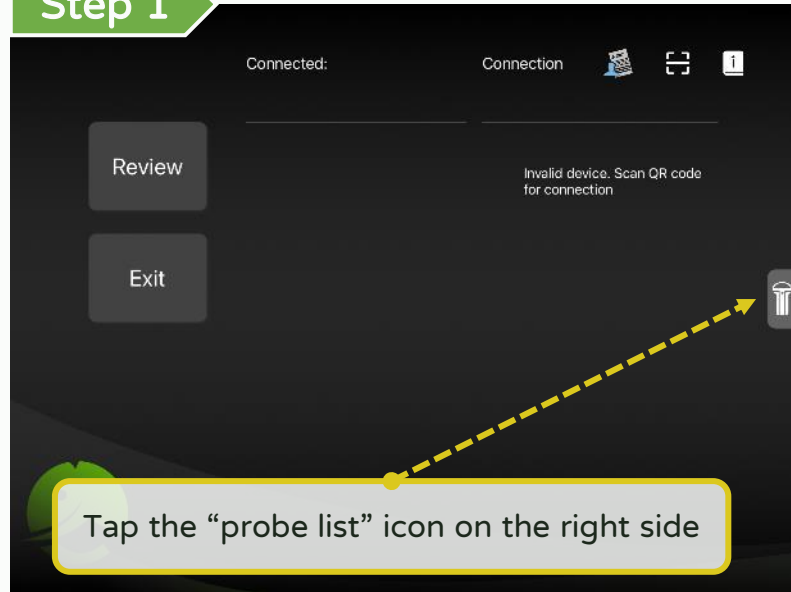 Step 1
Connected:
Connection
i
Review
Invalid device. Scan QR code
for connection
Exit
Tap the “probe list” icon on the right side